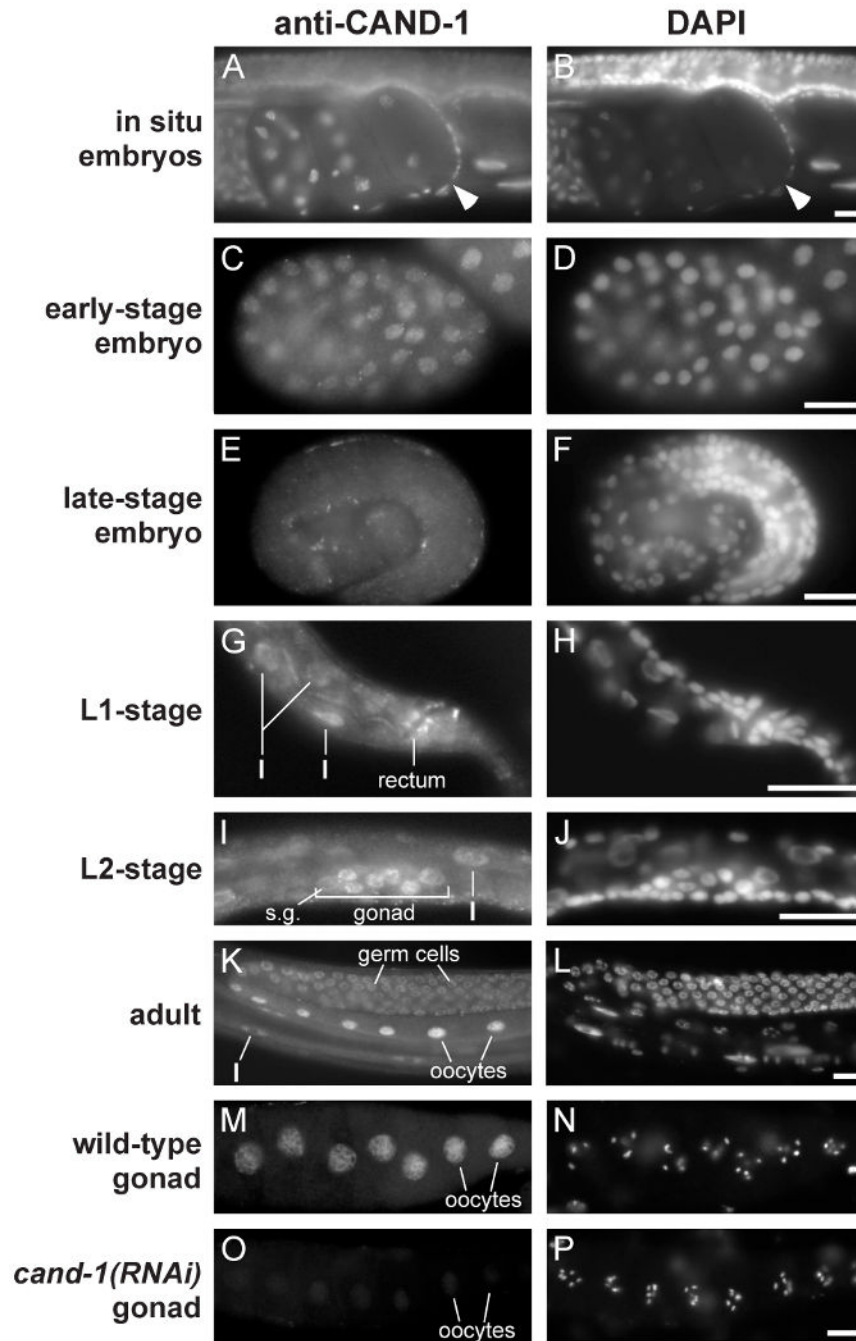 anti-CAND-1 DAPI
A B
in situ
embryos
C D
early-stage
embryo
E F
late-stage
embryo
G H
L1-stage
I I
rectum
I J
L2-stage
s.g. gonad I
K germ cells L
adult
I oocytes
M N
wild-type
gonad
oocytes
O P
cand-1(RNAi)
gonad
oocytes